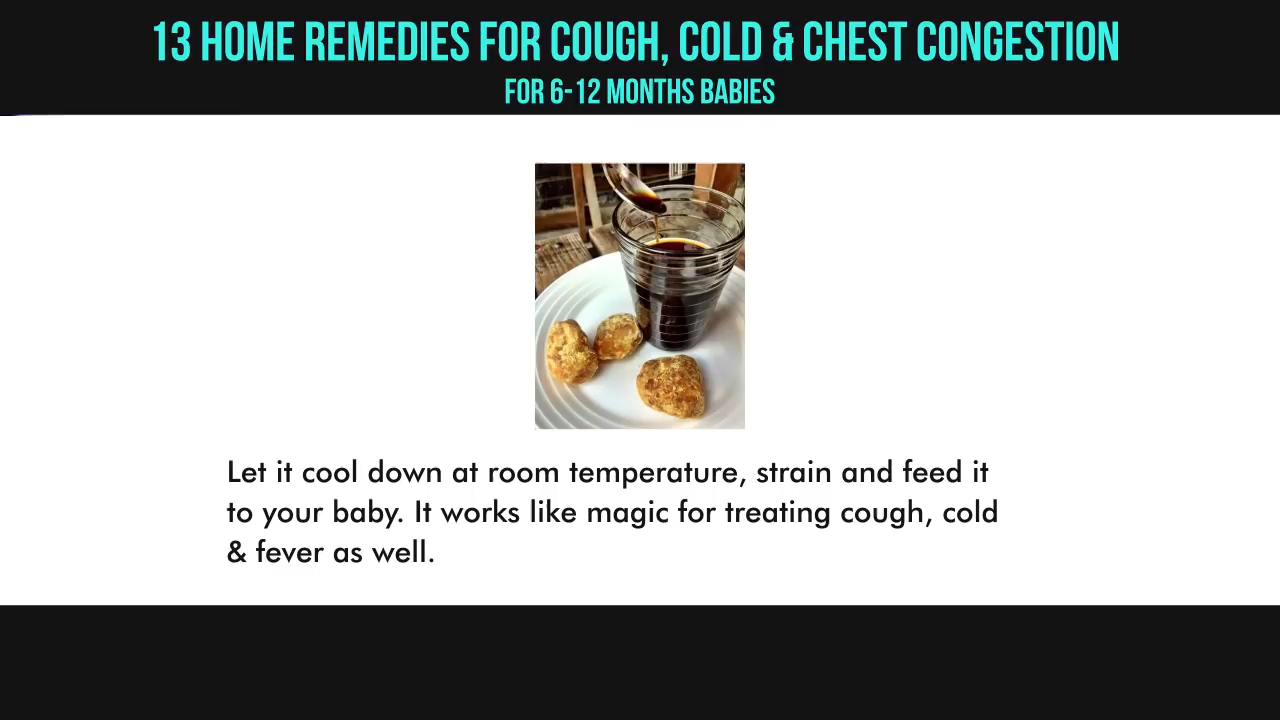 13 HOME REMEDIES FOR COUGH, COLD & CHEST CONGESTION
FOR 6-12 MONTHS BABIES
Let it cool down at room temperature, strain and feed it
to your baby. It works like magic for treating cough, cold
& fever as well.